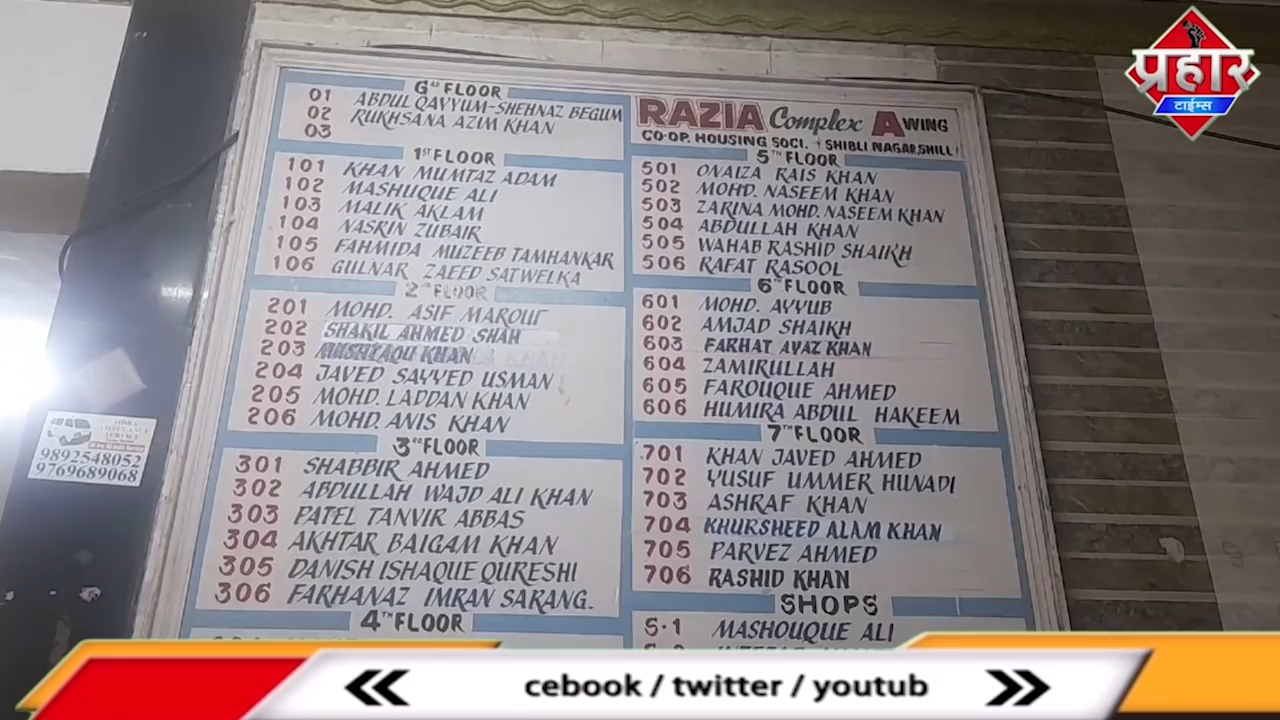 प्रहार
टाईम्स
GTH FLOOR
01 ABDUL QAYYUM-SHEHNAZ BEGUM
02 RUKHSANA AZIM KHAN
03
1ST FLOOR
101 KHAN MUMTAZ ADAM
102 MASHUQUE ALI
103 MALIK AKLAM
104 NASRIN ZUBAIR
105 FAHMIDA MUZEEB TAMHANKAR
106 GULNAR ZAEED SATWELKA
2ND FLOOR
201 MOHD. ASIF MAROUF
202 SHAKIL AHMED SHAH
203 KHAN
204 JAVED SAYYED USMAN
205 MOHD. LADDAN KHAN
206 MOHD. ANIS KHAN
3RD FLOOR
301 SHABBIR AHMED
302 ABDULLAH WAJD ALI KHAN
303 PATEL TANVIR ABBAS
304 AKHTAR BAIGAM KHAN
305 DANISH ISHAQUE QURESHI
306 FARHANAZ IMRAN SARANG.
4TH FLOOR
RAZIA Complex A WING
CO-OP. HOUSING SOCI. SHIBLI NAGAR,SHILL
5TH FLOOR
501 ONAIZA RAIS KHAN
502 MOHD. NASEEM KHAN
503 ZARINA MOHD. NASEEM KHAN
504 ABDULLAH KHAN
505 WAHAB RASHID SHAIKH
506 RAFAT RASOOL
6TH FLOOR
601 MOHD. AYYUB
602 AMJAD SHAIKH
603 FARHAT AYAZ KHAN
604 ZAMIRULLAH
605 FAROUQUE AHMED
606 HUMIRA ABDUL HAKEEM
7TH FLOOR
701 KHAN JAVED AHMED
702 YUSUF UMMER HUNADI
703 ASHRAF KHAN
704 KHURSHEED ALAM KHAN
705 PARVEZ AHMED
706 RASHID KHAN
SHOPS
S·1 MASHOUQUE ALI
AMBULANCE
SERVICE
9892548052
9769689068
cebook / twitter / youtub